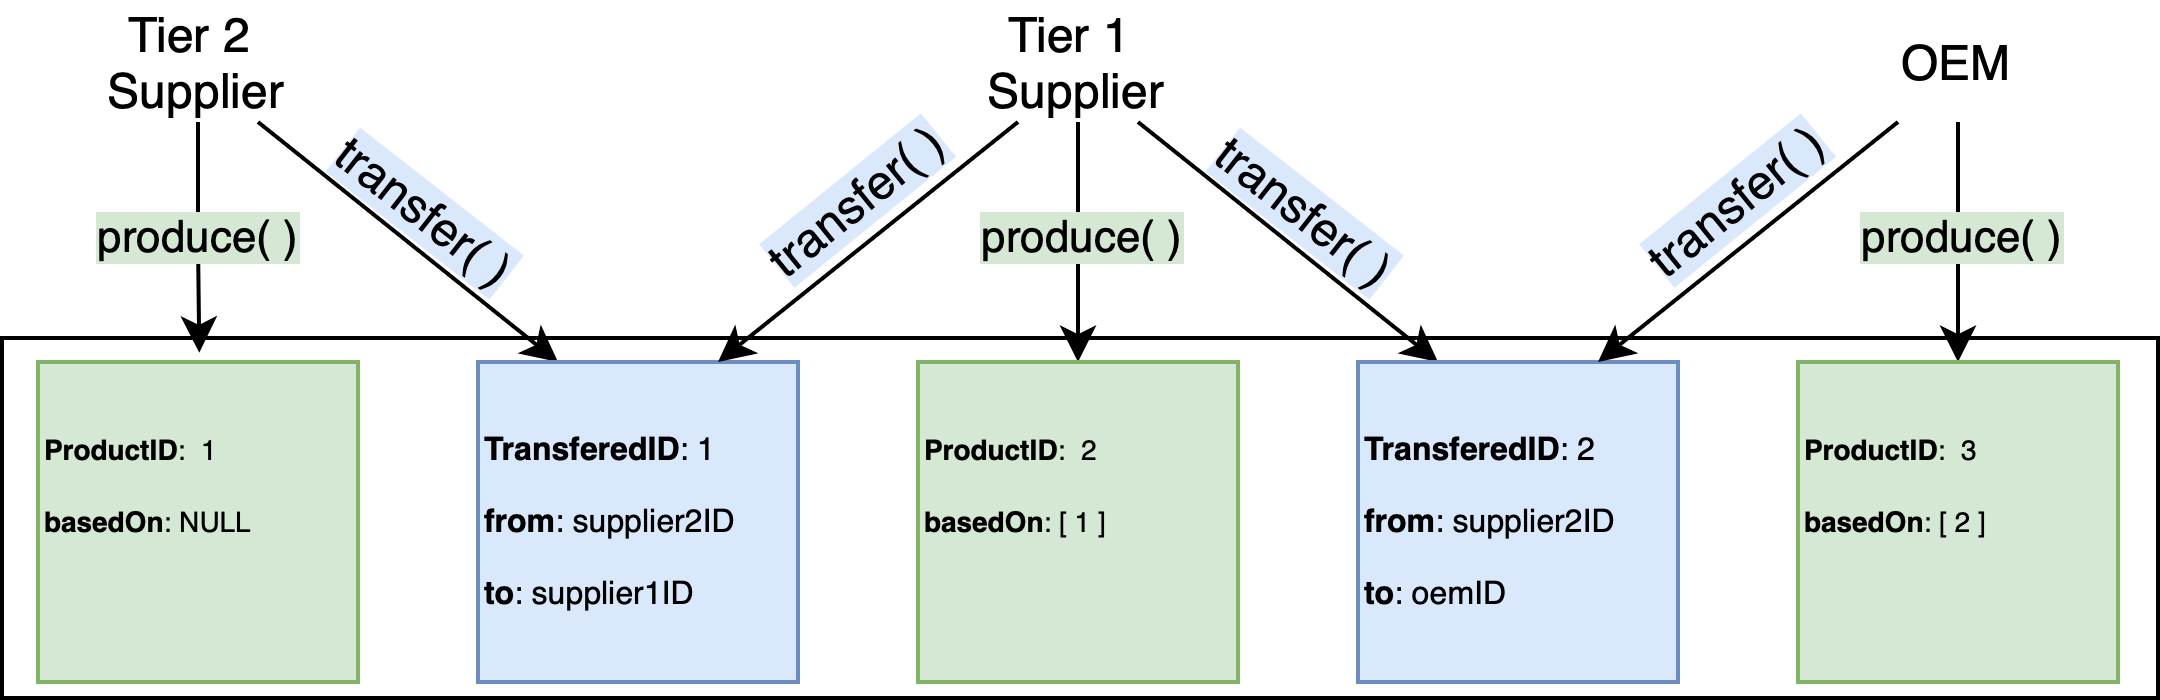 Tier 2
Supplier
Tier 1
Supplier
OEM
transfer( )
transfer( )
transfer( )
transfer( )
produce( )
produce( )
produce( )
ProductID: 1
basedOn: NULL
TransferedID: 1
from: supplier2ID
to: supplier1ID
ProductID: 2
basedOn: [ 1 ]
TransferedID: 2
from: supplier2ID
to: oemID
ProductID: 3
basedOn: [ 2 ]